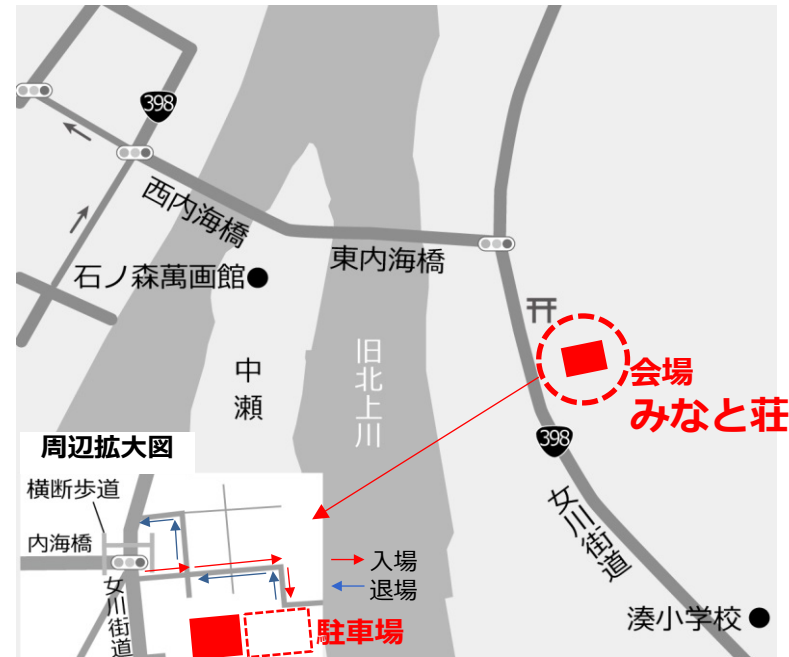 398
西内海橋
東内海橋
石ノ森萬画館
中瀬
旧北上川
会場
みなと荘
398
女川街道
湊小学校
周辺拡大図
横断歩道
内海橋
女川街道
入場
退場
駐車場